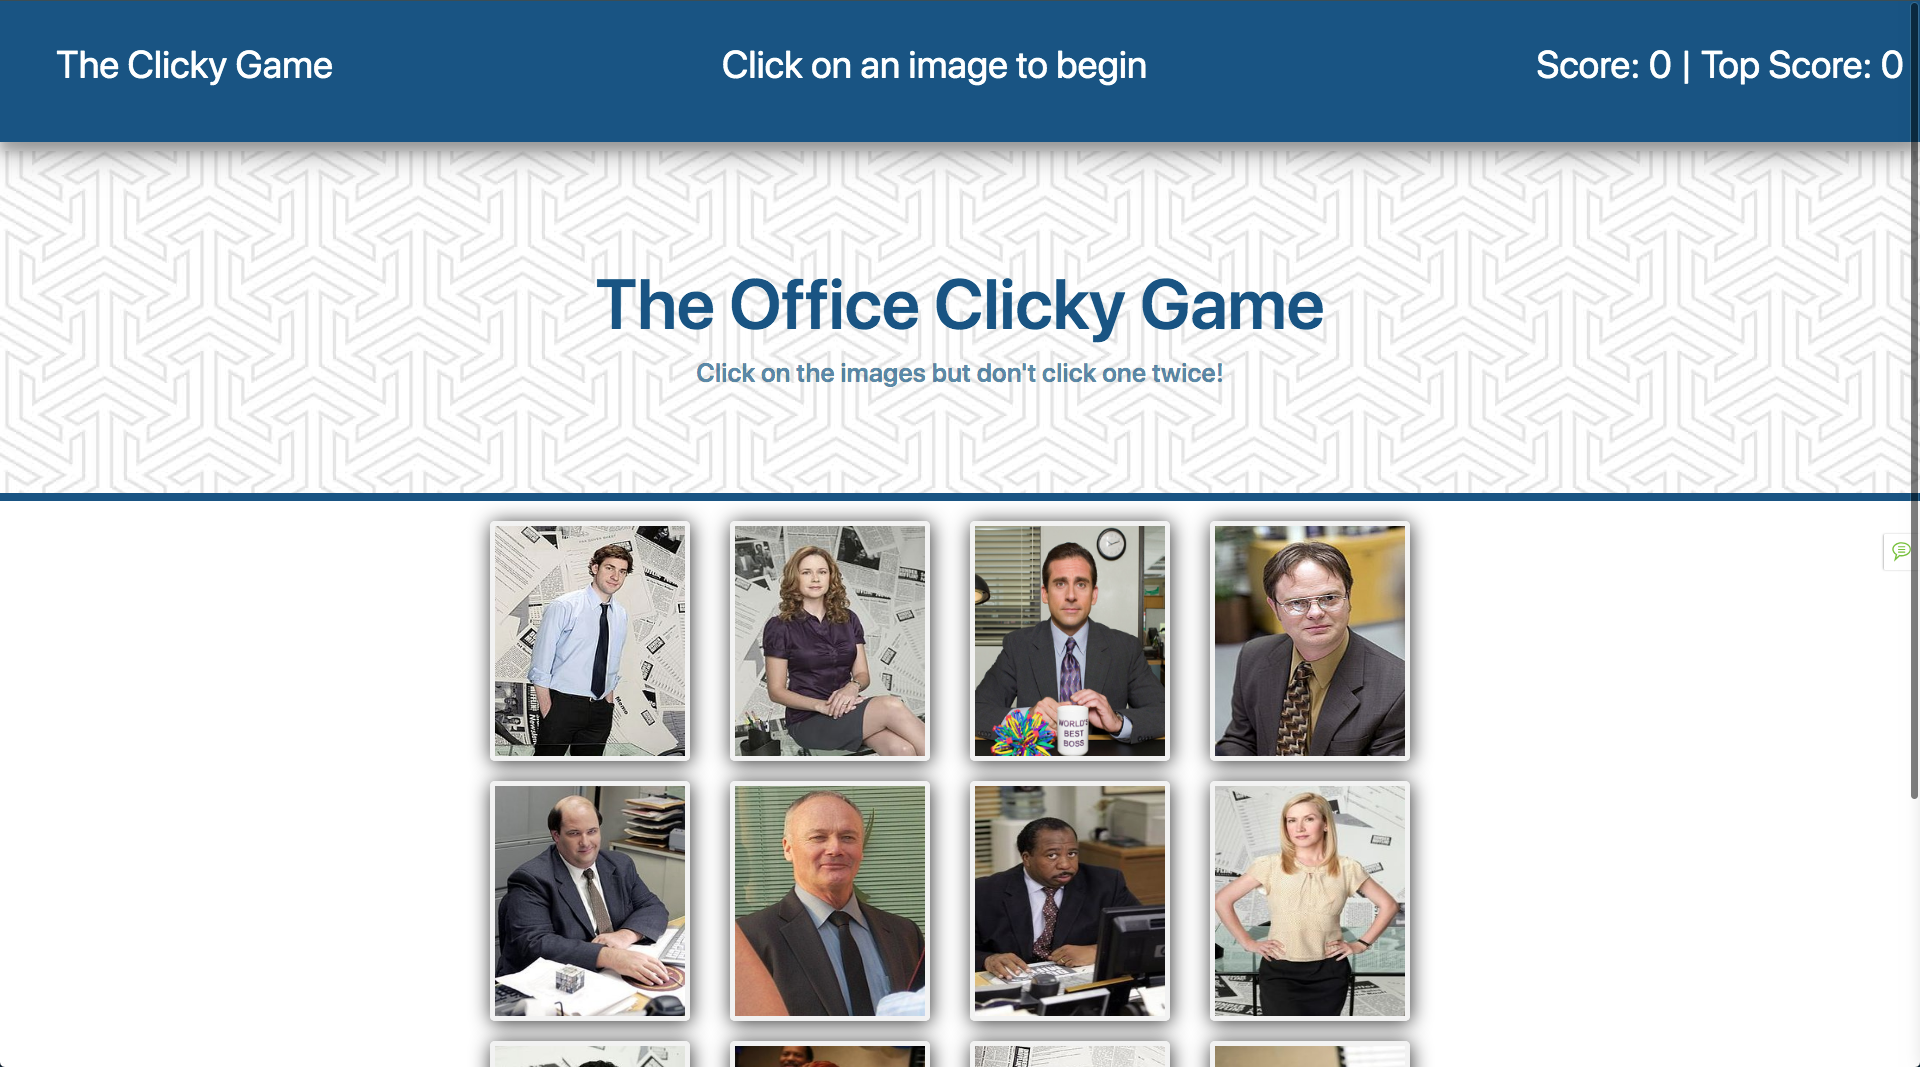 The Clicky Game
Click on an image to begin
Score: 0 | Top Score: 0
The Office Clicky Game
Click on the images but don't click one twice!
WORLD'S
BEST
BOSS